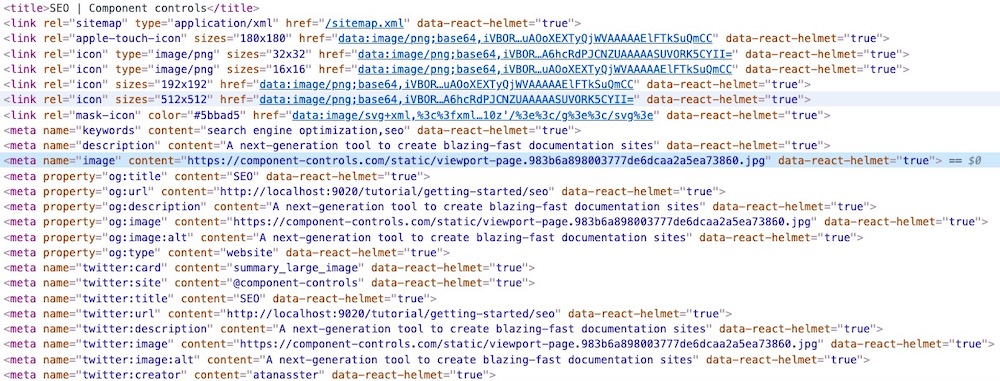 <title>SEO | Component controls</title>
<link rel="sitemap" type="application/xml" href="/sitemap.xml" data-react-helmet="true">
<link rel="apple-touch-icon" sizes="180x180" href="data:image/png;base64,iVBOR…uAOoXEXTyQjWVAAAAAElFTkSuQmCC" data-react-helmet="true">
<link rel="icon" type="image/png" sizes="32x32" href="data:image/png;base64,iVBOR…A6hcRdPJCNZUAAAAASUVORK5CYII=" data-react-helmet="true">
<link rel="icon" type="image/png" sizes="16x16" href="data:image/png;base64,iVBOR…uAOoXEXTyQjWVAAAAAElFTkSuQmCC" data-react-helmet="true">
<link rel="icon" sizes="192x192" href="data:image/png;base64,iVBOR…uAOoXEXTyQjWVAAAAAElFTkSuQmCC" data-react-helmet="true">
<link rel="icon" sizes="512x512" href="data:image/png;base64,iVBOR…A6hcRdPJCNZUAAAAASUVORK5CYII=" data-react-helmet="true">
<link rel="mask-icon" color="#5bbad5" href="data:image/svg+xml,%3c%3fxml…10z'/%3e%3c/g%3e%3c/svg%3e" data-react-helmet="true">
<meta name="keywords" content="search engine optimization,seo" data-react-helmet="true">
<meta name="description" content="A next-generation tool to create blazing-fast documentation sites" data-react-helmet="true">
<meta name="image" content="https://component-controls.com/static/viewport-page.983b6a898003777de6dcaa2a5ea73860.jpg" data-react-helmet="true"> == $0
<meta property="og:title" content="SEO" data-react-helmet="true">
<meta property="og:url" content="http://localhost:9020/tutorial/getting-started/seo" data-react-helmet="true">
<meta property="og:description" content="A next-generation tool to create blazing-fast documentation sites" data-react-helmet="true">
<meta property="og:image" content="https://component-controls.com/static/viewport-page.983b6a898003777de6dcaa2a5ea73860.jpg" data-react-helmet="true">
<meta property="og:image:alt" content="A next-generation tool to create blazing-fast documentation sites" data-react-helmet="true">
<meta property="og:type" content="website" data-react-helmet="true">
<meta name="twitter:card" content="summary_large_image" data-react-helmet="true">
<meta name="twitter:site" content="@component-controls" data-react-helmet="true">
<meta name="twitter:title" content="SEO" data-react-helmet="true">
<meta name="twitter:url" content="http://localhost:9020/tutorial/getting-started/seo" data-react-helmet="true">
<meta name="twitter:description" content="A next-generation tool to create blazing-fast documentation sites" data-react-helmet="true">
<meta name="twitter:image" content="https://component-controls.com/static/viewport-page.983b6a898003777de6dcaa2a5ea73860.jpg" data-react-helmet="true">
<meta name="twitter:image:alt" content="A next-generation tool to create blazing-fast documentation sites" data-react-helmet="true">
<meta name="twitter:creator" content="atanasster" data-react-helmet="true">